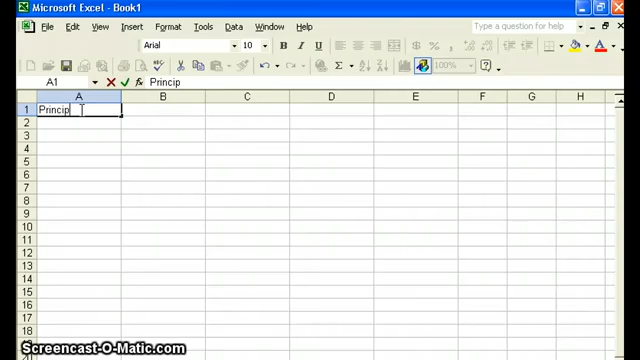 Microsoft Excel - Book1
File Edit View Insert Format Tools Data Window Help
Type a question for help
Arial 10 B I U
100%
A1 Princip
A B C D E F G H
1 Princip
2
3
4
5
6
7
8
9
10
11
12
13
14
15
16
17
18
19
20
Screencast-O-Matic.com